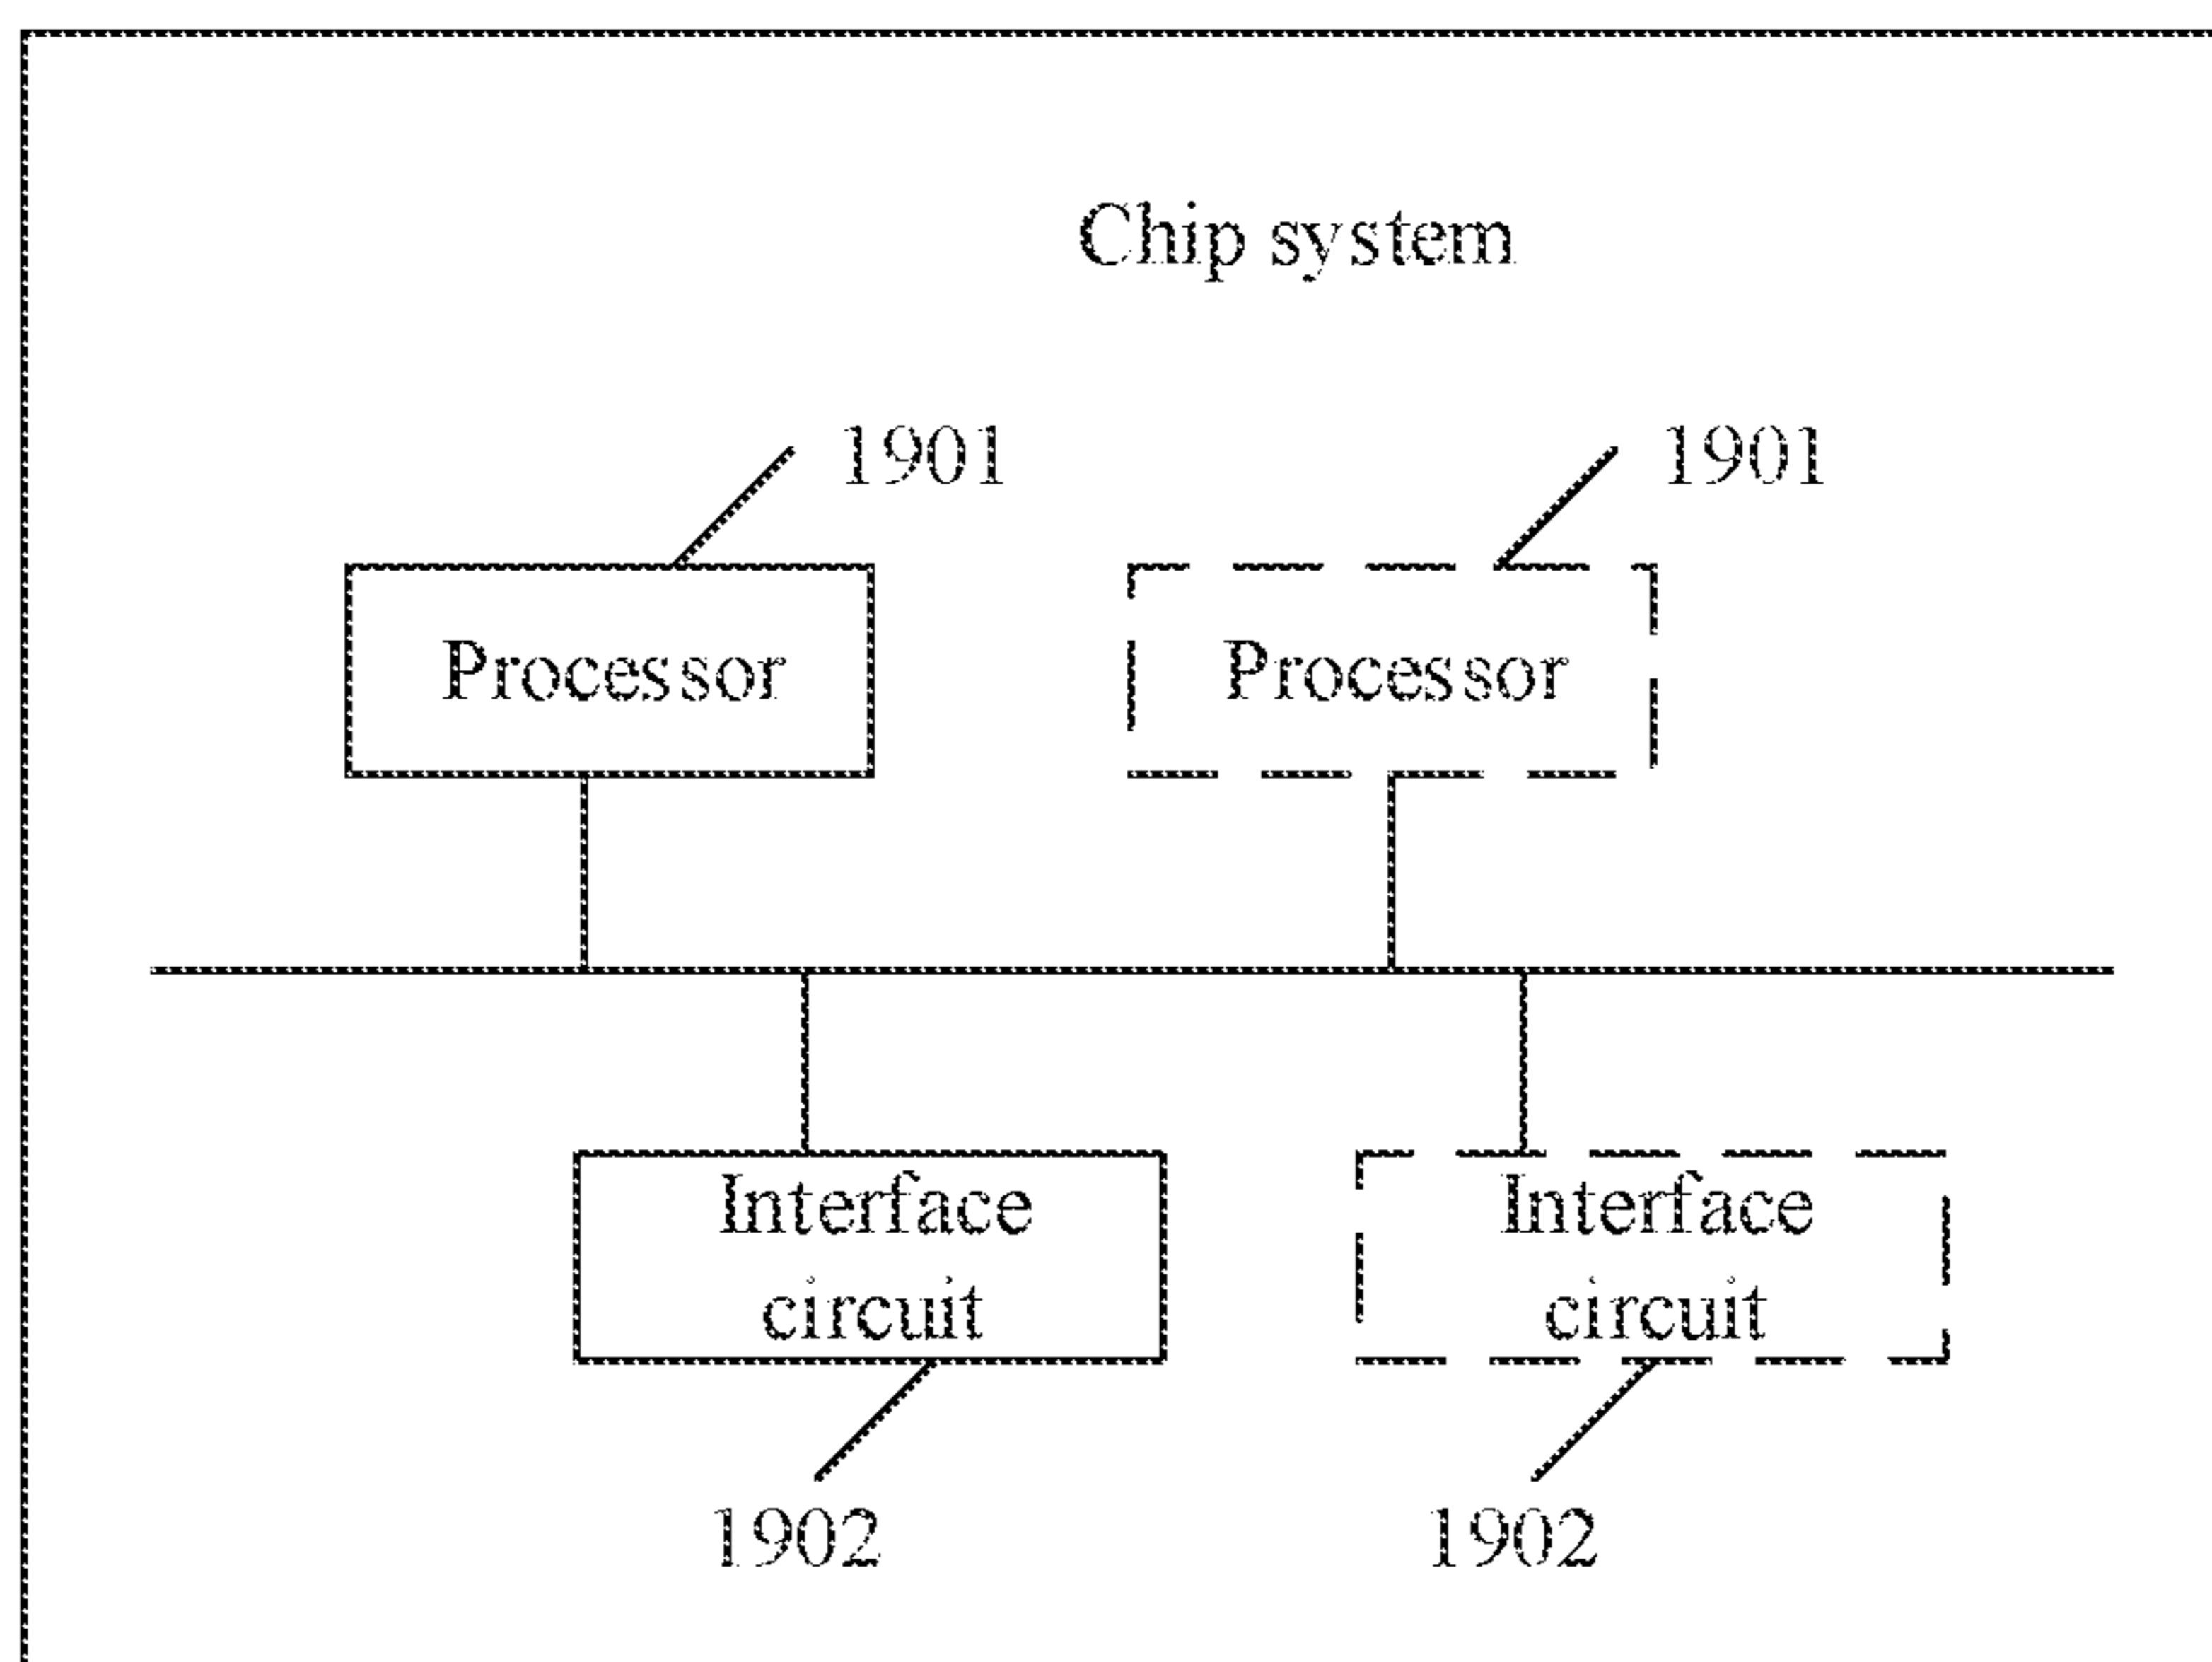 Chip system
1901
1901
Processor
Processor
Interface
circuit
Interface
circuit
1902
1902